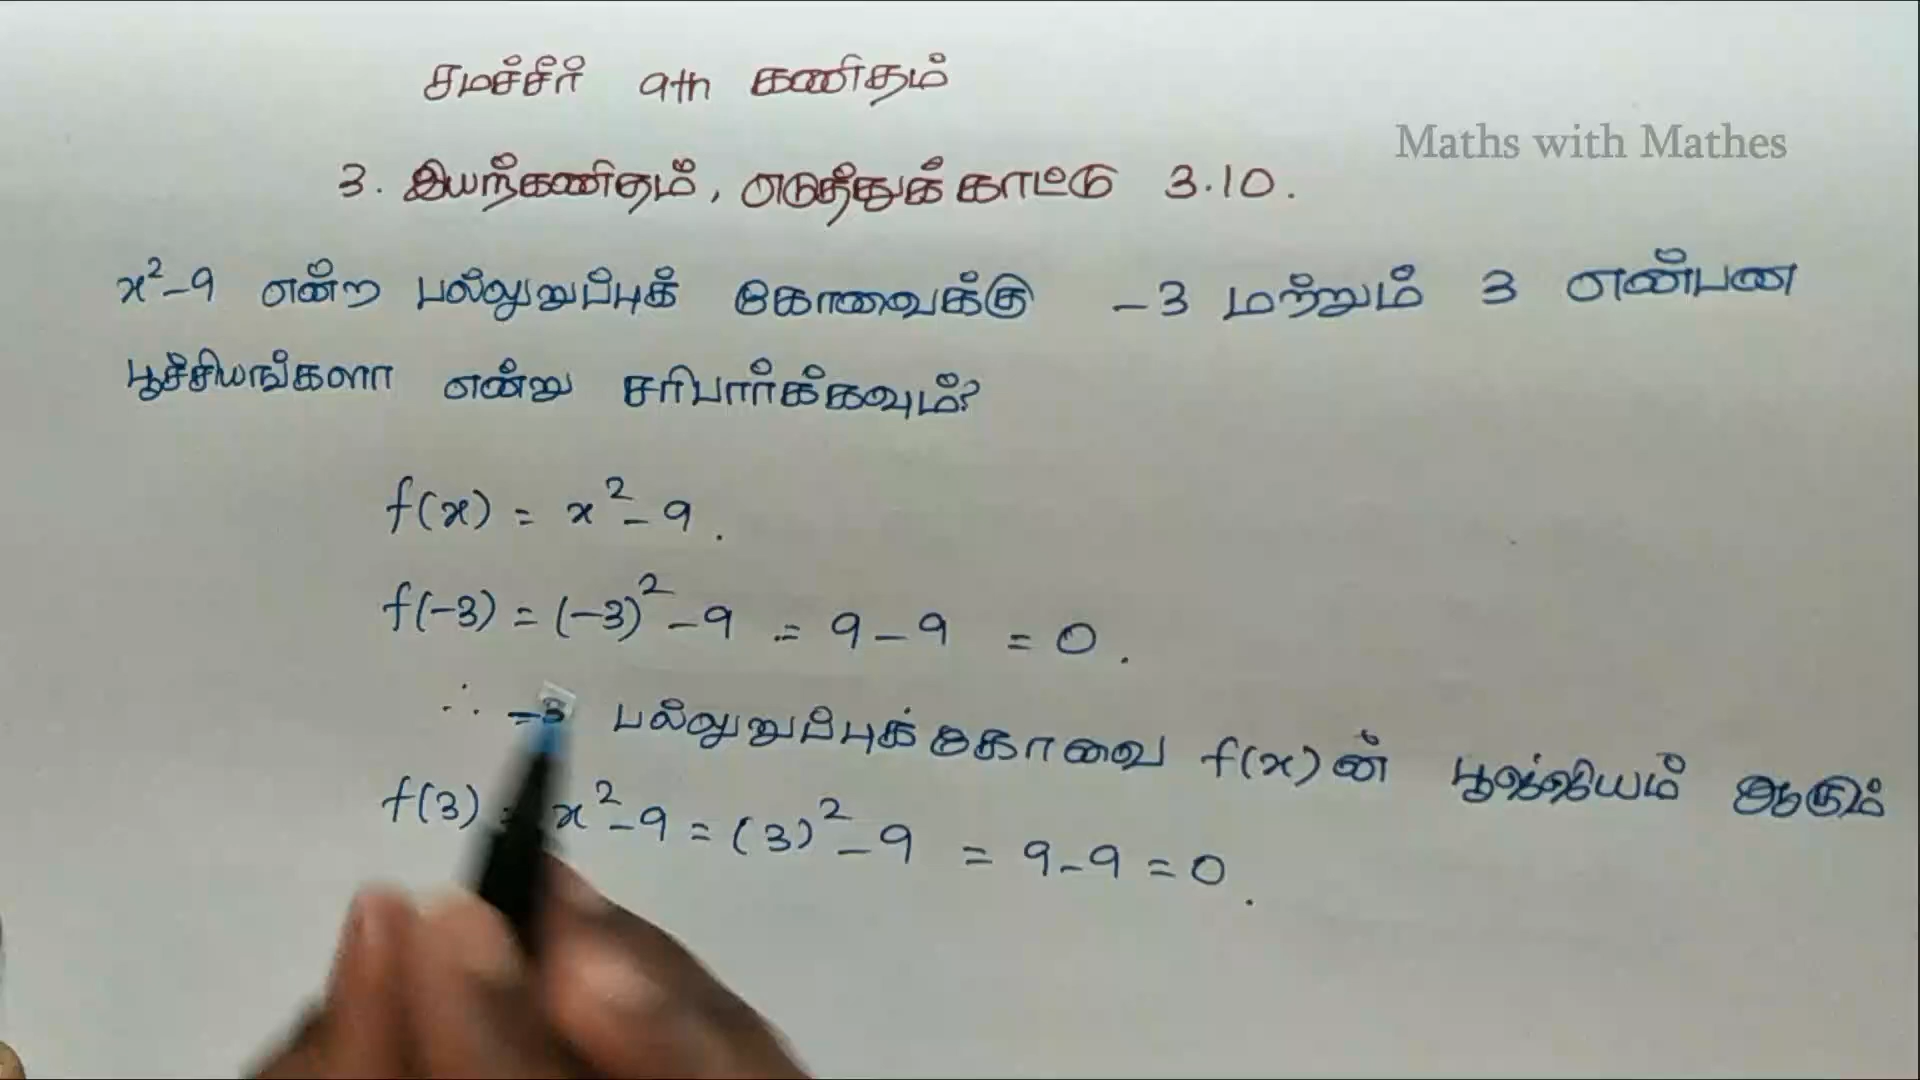 சமச்சீர் 9th கணிதம்
Maths with Mathes
3. இயற்கணிதம், எடுத்துக்காட்டு 3.10.
x²-9 என்ற பல்லுறுப்புக் கோவைக்கு -3 மற்றும் 3 என்பன
பூச்சியங்களா என்று சரிபார்க்கவும்?
f(x) = x²-9.
f(-3) = (-3)²-9 = 9-9 = 0.
∴ -3 பல்லுறுப்புக்கோவை f(x)ன் பூஜ்ஜியம் ஆகும்
f(3) = x²-9 = (3)²-9 = 9-9 = 0.